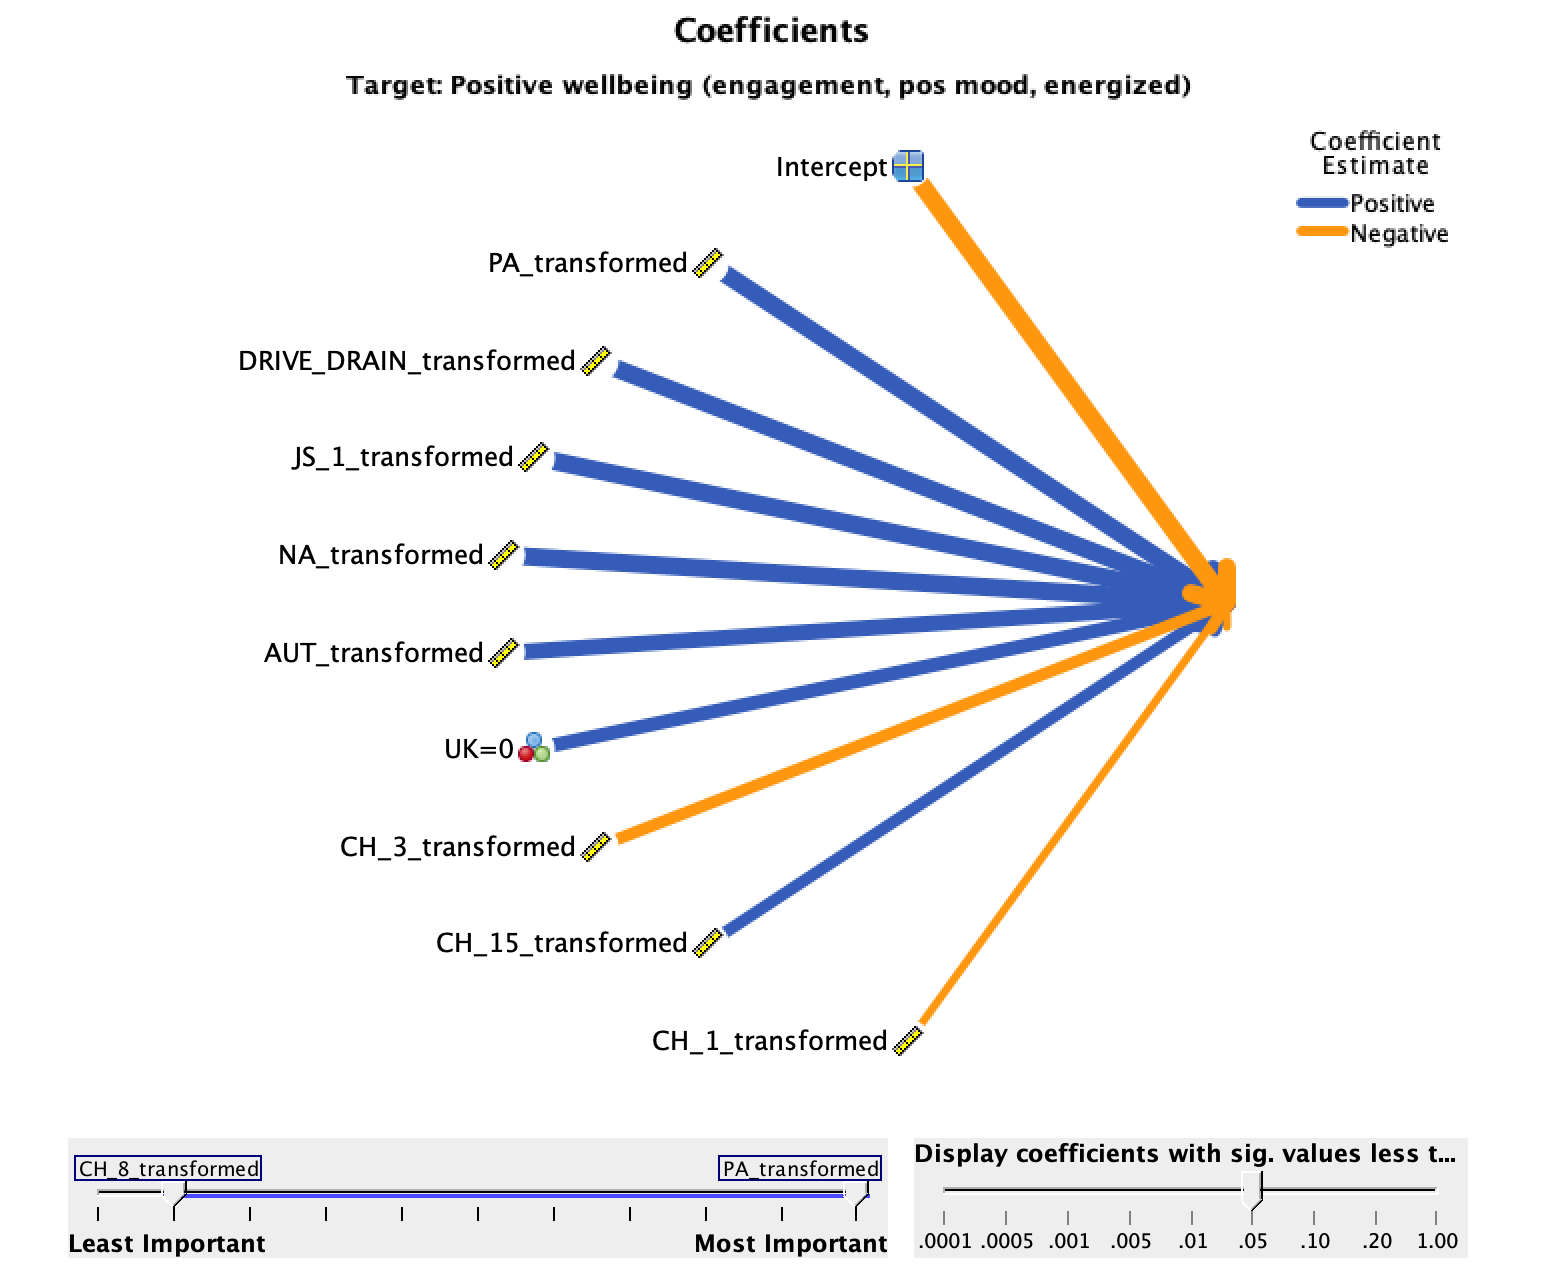 Coefficients
Target: Positive wellbeing (engagement, pos mood, energized)
Coefficient
Estimate
Positive
Negative
Intercept
PA_transformed
DRIVE_DRAIN_transformed
JS_1_transformed
NA_transformed
AUT_transformed
UK=0
CH_3_transformed
CH_15_transformed
CH_1_transformed
CH_8_transformed PA_transformed
Least Important Most Important
Display coefficients with sig. values less t...
.0001 .0005 .001 .005 .01 .05 .10 .20 1.00